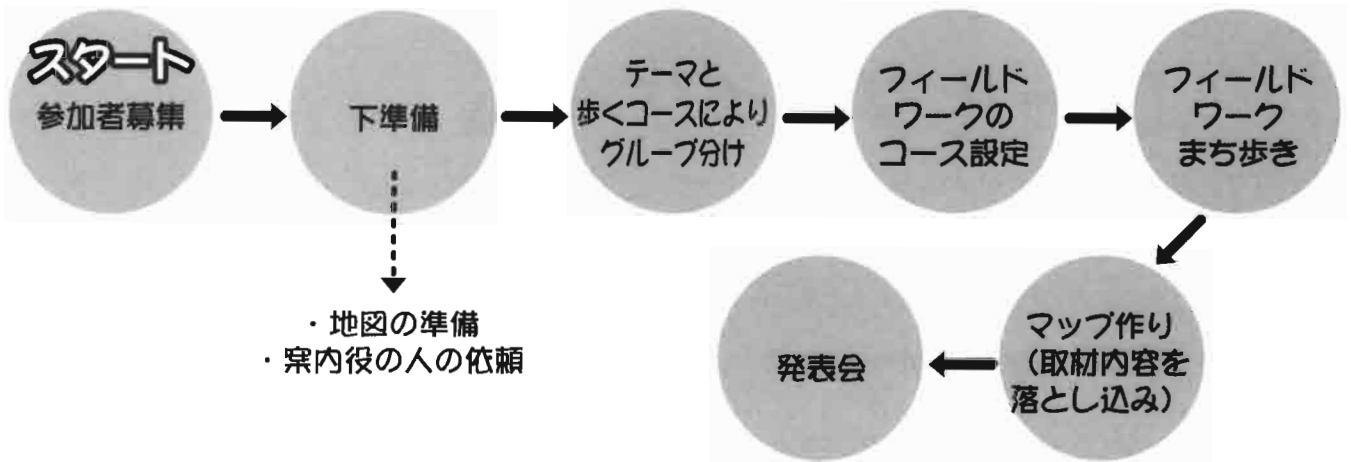 スタート
参加者募集
下準備
テーマと
歩くコースにより
グループ分け
フィールド
ワークの
コース設定
フィールド
ワーク
まち歩き
・地図の準備
・案内役の人の依頼
マップ作り
（取材内容を
落とし込み）
発表会